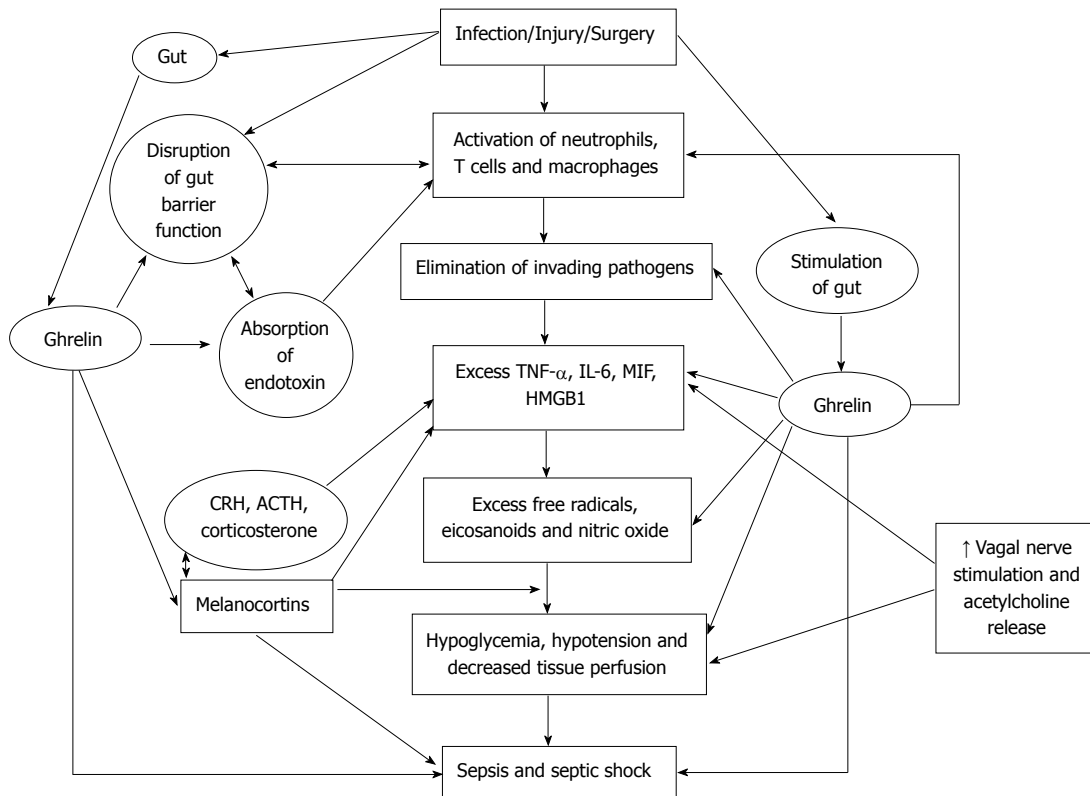 Infection/Injury/Surgery
Gut
Activation of neutrophils,
T cells and macrophages
Disruption
of gut
barrier
function
Elimination of invading pathogens
Stimulation
of gut
Ghrelin
Absorption
of
endotoxin
Excess TNF-α, IL-6, MIF,
HMGB1
Ghrelin
CRH, ACTH,
corticosterone
Excess free radicals,
eicosanoids and nitric oxide
↑ Vagal nerve
stimulation and
acetylcholine
release
Melanocortins
Hypoglycemia, hypotension and
decreased tissue perfusion
Sepsis and septic shock